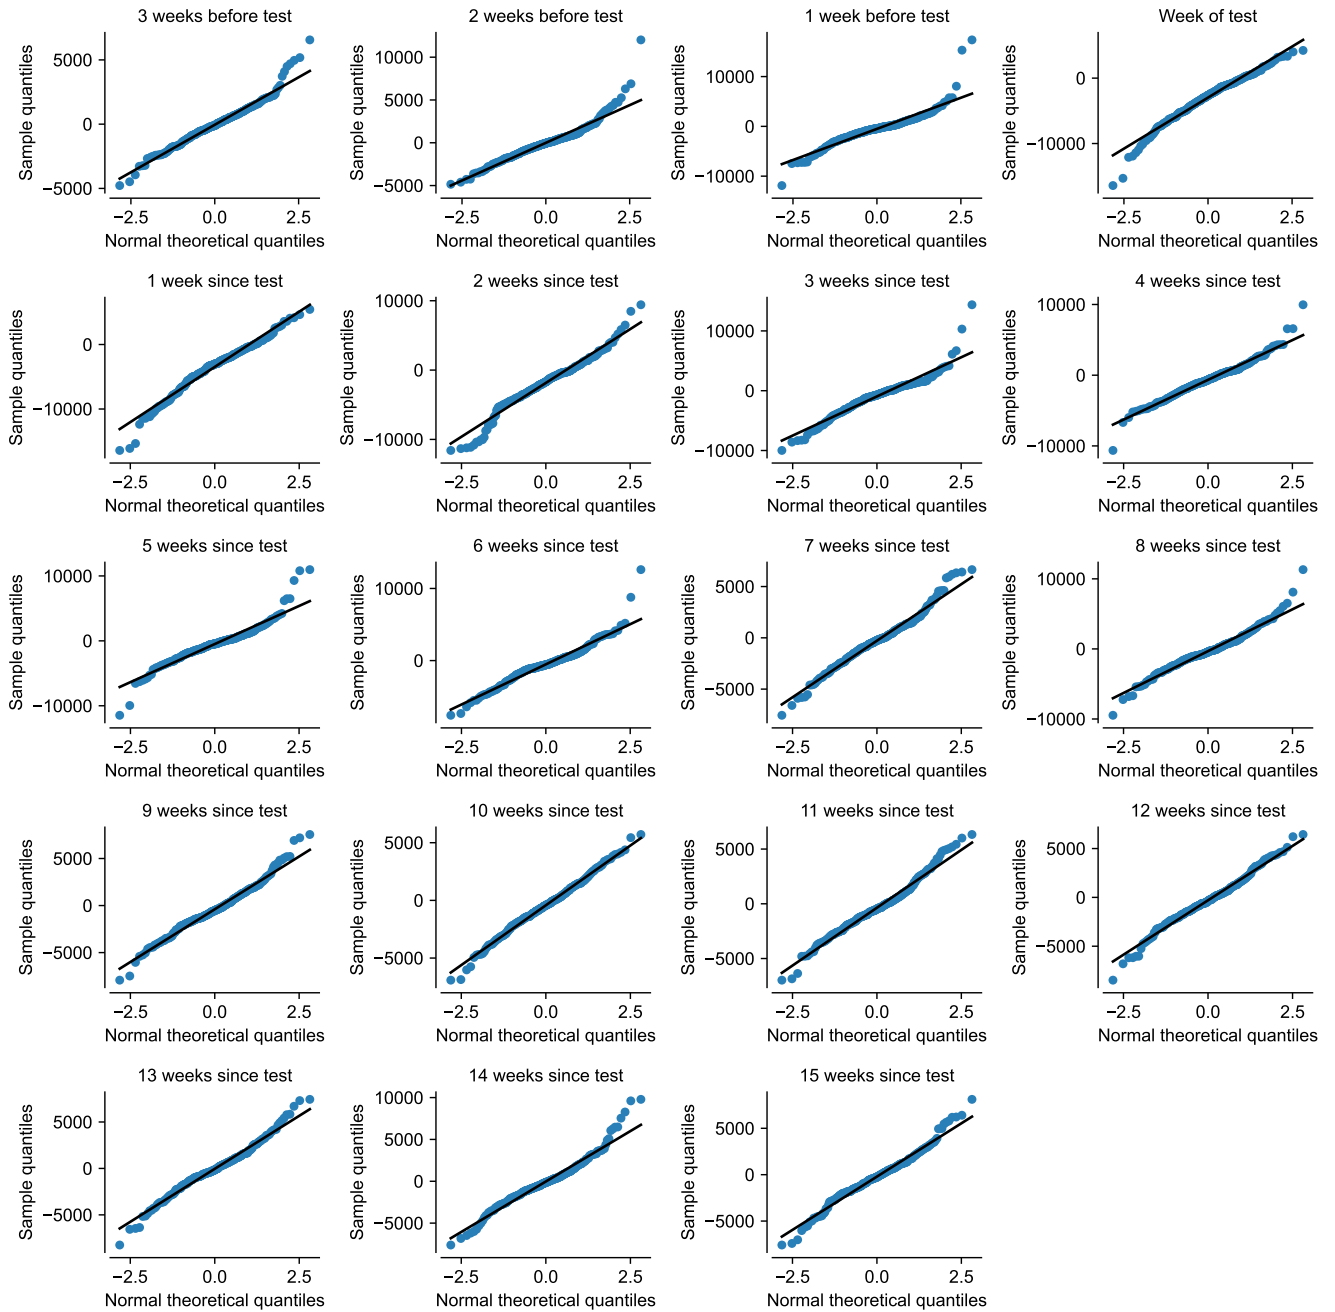 3 weeks before test
Sample quantiles
5000
0
−5000
−2.5 0.0 2.5
Normal theoretical quantiles
2 weeks before test
Sample quantiles
10000
5000
0
−5000
−2.5 0.0 2.5
Normal theoretical quantiles
1 week before test
Sample quantiles
10000
0
−10000
−2.5 0.0 2.5
Normal theoretical quantiles
Week of test
Sample quantiles
0
−10000
−2.5 0.0 2.5
Normal theoretical quantiles
1 week since test
Sample quantiles
0
−10000
−2.5 0.0 2.5
Normal theoretical quantiles
2 weeks since test
Sample quantiles
10000
0
−10000
−2.5 0.0 2.5
Normal theoretical quantiles
3 weeks since test
Sample quantiles
10000
0
−10000
−2.5 0.0 2.5
Normal theoretical quantiles
4 weeks since test
Sample quantiles
10000
0
−10000
−2.5 0.0 2.5
Normal theoretical quantiles
5 weeks since test
Sample quantiles
10000
0
−10000
−2.5 0.0 2.5
Normal theoretical quantiles
6 weeks since test
Sample quantiles
10000
0
−2.5 0.0 2.5
Normal theoretical quantiles
7 weeks since test
Sample quantiles
5000
0
−5000
−2.5 0.0 2.5
Normal theoretical quantiles
8 weeks since test
Sample quantiles
10000
0
−10000
−2.5 0.0 2.5
Normal theoretical quantiles
9 weeks since test
Sample quantiles
5000
0
−5000
−2.5 0.0 2.5
Normal theoretical quantiles
10 weeks since test
Sample quantiles
5000
0
−5000
−2.5 0.0 2.5
Normal theoretical quantiles
11 weeks since test
Sample quantiles
5000
0
−5000
−2.5 0.0 2.5
Normal theoretical quantiles
12 weeks since test
Sample quantiles
5000
0
−5000
−2.5 0.0 2.5
Normal theoretical quantiles
13 weeks since test
Sample quantiles
5000
0
−5000
−2.5 0.0 2.5
Normal theoretical quantiles
14 weeks since test
Sample quantiles
10000
5000
0
−5000
−2.5 0.0 2.5
Normal theoretical quantiles
15 weeks since test
Sample quantiles
5000
0
−5000
−2.5 0.0 2.5
Normal theoretical quantiles